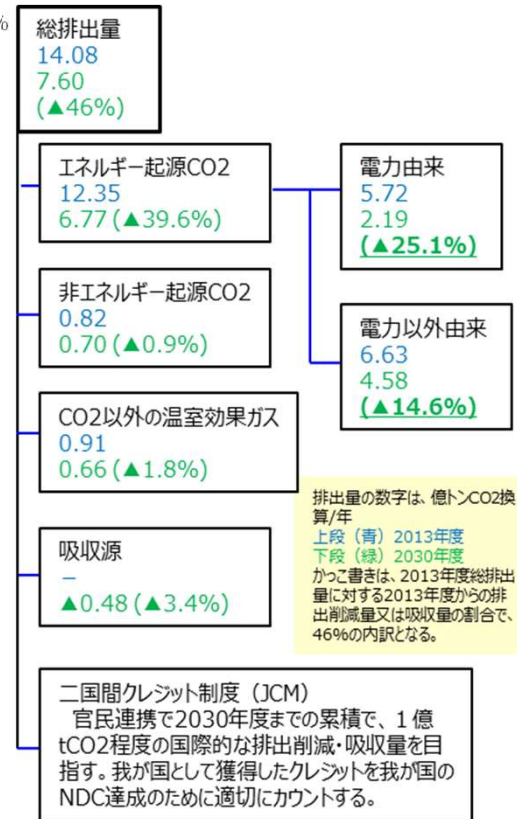 %
総排出量
14.08
7.60
(▲46%)
エネルギー起源CO2
12.35
6.77 (▲39.6%)
電力由来
5.72
2.19
(▲25.1%)
非エネルギー起源CO2
0.82
0.70 (▲0.9%)
電力以外由来
6.63
4.58
(▲14.6%)
CO2以外の温室効果ガス
0.91
0.66 (▲1.8%)
排出量の数字は、億トンCO2換
算/年
上段（青）2013年度
下段（緑）2030年度
かっこ書きは、2013年度総排出
量に対する2013年度からの排
出削減量又は吸収量の割合で、
46%の内訳となる。
吸収源
−
▲0.48 (▲3.4%)
二国間クレジット制度（JCM）
官民連携で2030年度までの累積で、１億
tCO2程度の国際的な排出削減・吸収量を目
指す。我が国として獲得したクレジットを我が国の
NDC達成のために適切にカウントする。